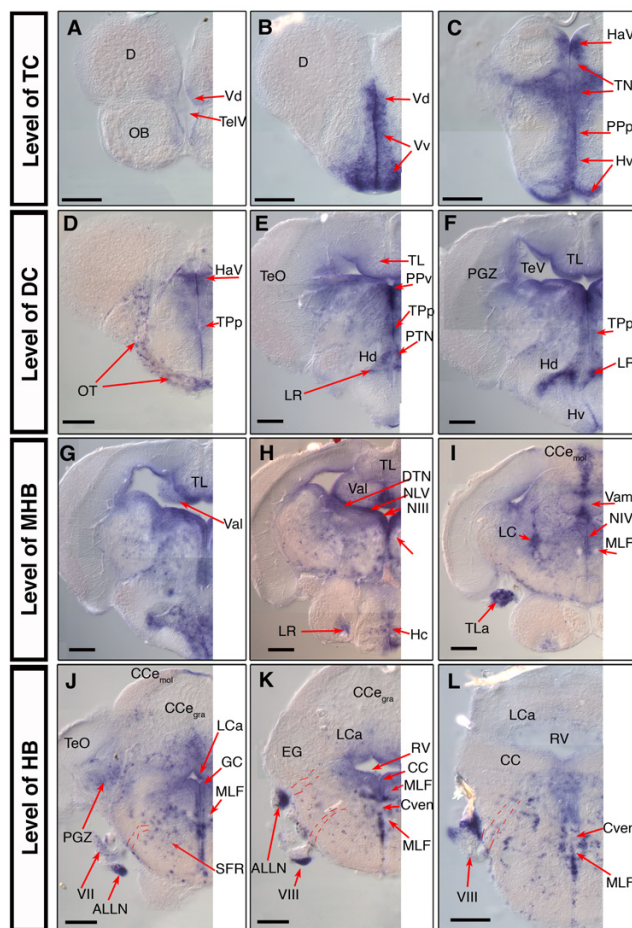 Level of TC
A
D
Vd
TelV
OB
B
D
Vd
Vv
C
HaV
TN
PPp
Hv
Level of DC
D
HaV
TPp
OT
E
TeO
TL
PPv
TPp
PTN
Hd
LR
F
PGZ
TeV
TL
TPp
Hd
LR
Hv
Level of MHB
G
TL
Val
H
TL
DTN
Val
NLV
NIII
LR
Hc
I
CCemol
Vam
LC
NIV
MLF
TLa
Level of HB
J
CCemol
CCegra
TeO
LCa
GC
MLF
PGZ
VII
ALLN
SFR
K
CCegra
LCa
EG
RV
CC
MLF
Cven
ALLN
MLF
VIII
L
LCa
RV
CC
Cven
MLF
VIII